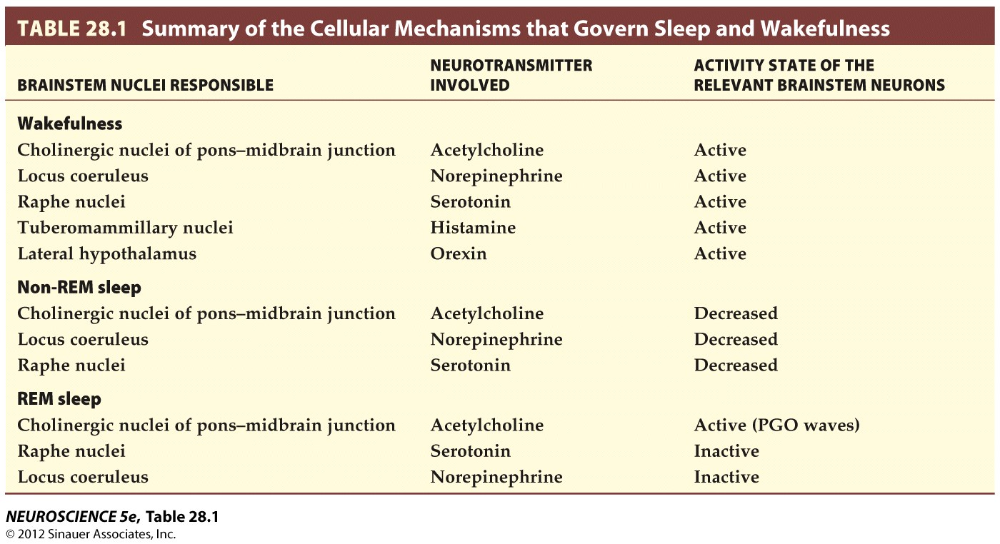 TABLE 28.1 Summary of the Cellular Mechanisms that Govern Sleep and Wakefulness
BRAINSTEM NUCLEI RESPONSIBLE NEUROTRANSMITTER INVOLVED ACTIVITY STATE OF THE RELEVANT BRAINSTEM NEURONS
Wakefulness
Cholinergic nuclei of pons–midbrain junction Acetylcholine Active
Locus coeruleus Norepinephrine Active
Raphe nuclei Serotonin Active
Tuberomammillary nuclei Histamine Active
Lateral hypothalamus Orexin Active
Non-REM sleep
Cholinergic nuclei of pons–midbrain junction Acetylcholine Decreased
Locus coeruleus Norepinephrine Decreased
Raphe nuclei Serotonin Decreased
REM sleep
Cholinergic nuclei of pons–midbrain junction Acetylcholine Active (PGO waves)
Raphe nuclei Serotonin Inactive
Locus coeruleus Norepinephrine Inactive
NEUROSCIENCE 5e, Table 28.1
© 2012 Sinauer Associates, Inc.